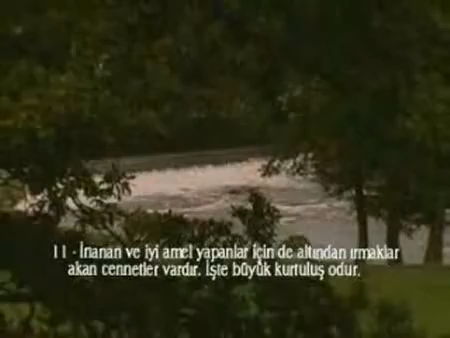 11 - İnanan ve iyi amel yapanlar için de altından ırmaklar
akan cennetler vardır. İşte büyük kurtuluş odur.